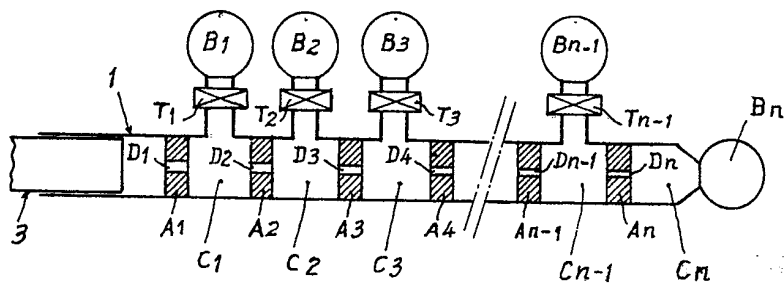 B1 B2 B3 Bn-1
Bn
1 T1 T2 T3 Tn-1
D1 D2 D3 D4 Dn-1 Dn
3 A1 A2 A3 A4 An-1 An
C1 C2 C3 Cn-1 Cn